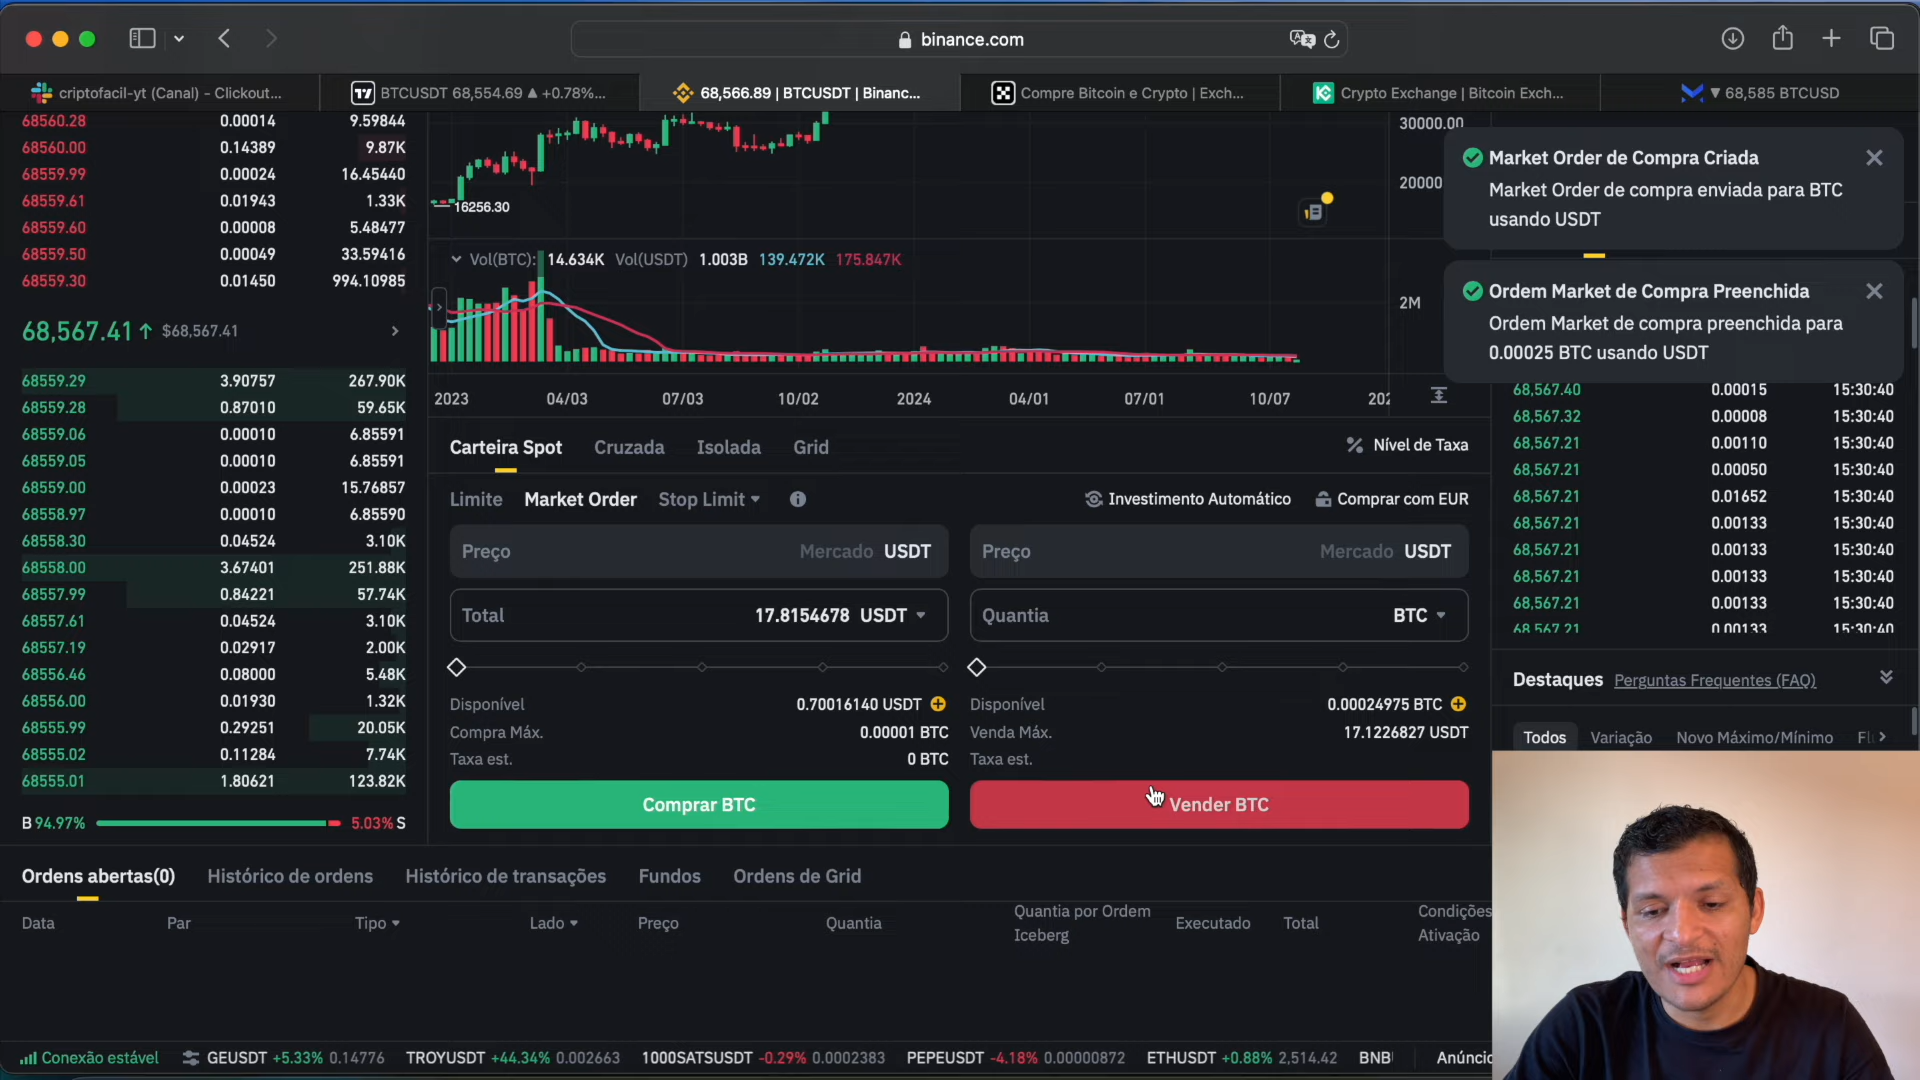 binance.com
criptofacil-yt (Canal) - Clickout...
BTCUSDT 68,554.69 ▲ +0.78%...
68,566.89 | BTCUSDT | Binanc...
Compre Bitcoin e Crypto | Exch...
Crypto Exchange | Bitcoin Exch...
▼ 68,585 BTCUSD
68560.28 0.00014 9.59844
68560.00 0.14389 9.87K
68559.99 0.00024 16.45440
68559.61 0.01943 1.33K
68559.60 0.00008 5.48477
68559.50 0.00049 33.59416
68559.30 0.01450 994.10985
68,567.41 ↑ $68,567.41
68559.29 3.90757 267.90K
68559.28 0.87010 59.65K
68559.06 0.00010 6.85591
68559.05 0.00010 6.85591
68559.00 0.00023 15.76857
68558.97 0.00010 6.85590
68558.30 0.04524 3.10K
68558.00 3.67401 251.88K
68557.99 0.84221 57.74K
68557.61 0.04524 3.10K
68557.19 0.02917 2.00K
68556.46 0.08000 5.48K
68556.00 0.01930 1.32K
68555.99 0.29251 20.05K
68555.02 0.11284 7.74K
68555.01 1.80621 123.82K
B 94.97% 5.03% S
30000.00
20000
16256.30
Vol(BTC): 14.634K Vol(USDT) 1.003B 139.472K 175.847K
2M
2023 04/03 07/03 10/02 2024 04/01 07/01 10/07 202
Carteira Spot Cruzada Isolada Grid
Nível de Taxa
Limite Market Order Stop Limit
Investimento Automático Comprar com EUR
Preço Mercado USDT
Total 17.8154678 USDT
Disponível 0.70016140 USDT
Compra Máx. 0.00001 BTC
Taxa est. 0 BTC
Comprar BTC
Preço Mercado USDT
Quantia BTC
Disponível 0.00024975 BTC
Venda Máx. 17.1226827 USDT
Taxa est.
Vender BTC
Market Order de Compra Criada
Market Order de compra enviada para BTC
usando USDT
Ordem Market de Compra Preenchida
Ordem Market de compra preenchida para
0.00025 BTC usando USDT
68,567.40 0.00015 15:30:40
68,567.32 0.00008 15:30:40
68,567.21 0.00110 15:30:40
68,567.21 0.00050 15:30:40
68,567.21 0.01652 15:30:40
68,567.21 0.00133 15:30:40
68,567.21 0.00133 15:30:40
68,567.21 0.00133 15:30:40
68,567.21 0.00133 15:30:40
68,567.21 0.00133 15:30:40
Destaques Perguntas Frequentes (FAQ)
Todos Variação Novo Máximo/Mínimo
Ordens abertas(0) Histórico de ordens Histórico de transações Fundos Ordens de Grid
Data Par Tipo Lado Preço Quantia
Quantia por Ordem
Iceberg
Executado Total
Condições
Ativação
Conexão estável GEUSDT +5.33% 0.14776 TROYUSDT +44.34% 0.002663 1000SATSUSDT -0.29% 0.0002383 PEPEUSDT -4.18% 0.00000872 ETHUSDT +0.88% 2,514.42 BNB